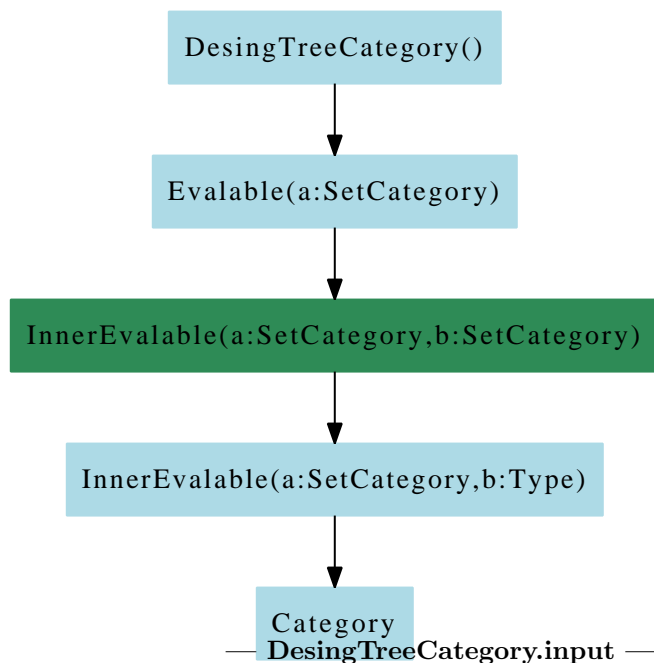 DesingTreeCategory()
Evalable(a:SetCategory)
InnerEvalable(a:SetCategory,b:SetCategory)
InnerEvalable(a:SetCategory,b:Type)
Category
— DesingTreeCategory.input —